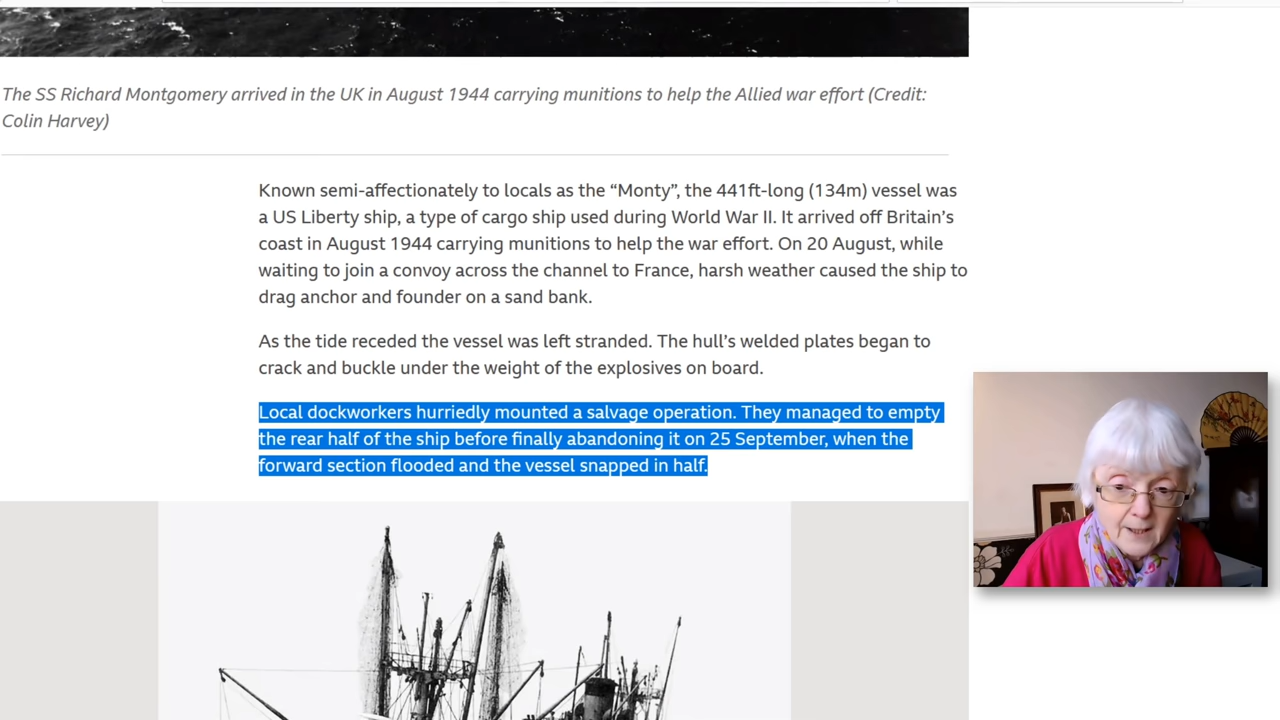 The SS Richard Montgomery arrived in the UK in August 1944 carrying munitions to help the Allied war effort (Credit:
Colin Harvey)
Known semi-affectionately to locals as the “Monty”, the 441ft-long (134m) vessel was
a US Liberty ship, a type of cargo ship used during World War II. It arrived off Britain’s
coast in August 1944 carrying munitions to help the war effort. On 20 August, while
waiting to join a convoy across the channel to France, harsh weather caused the ship to
drag anchor and founder on a sand bank.
As the tide receded the vessel was left stranded. The hull’s welded plates began to
crack and buckle under the weight of the explosives on board.
Local dockworkers hurriedly mounted a salvage operation. They managed to empty
the rear half of the ship before finally abandoning it on 25 September, when the
forward section flooded and the vessel snapped in half.